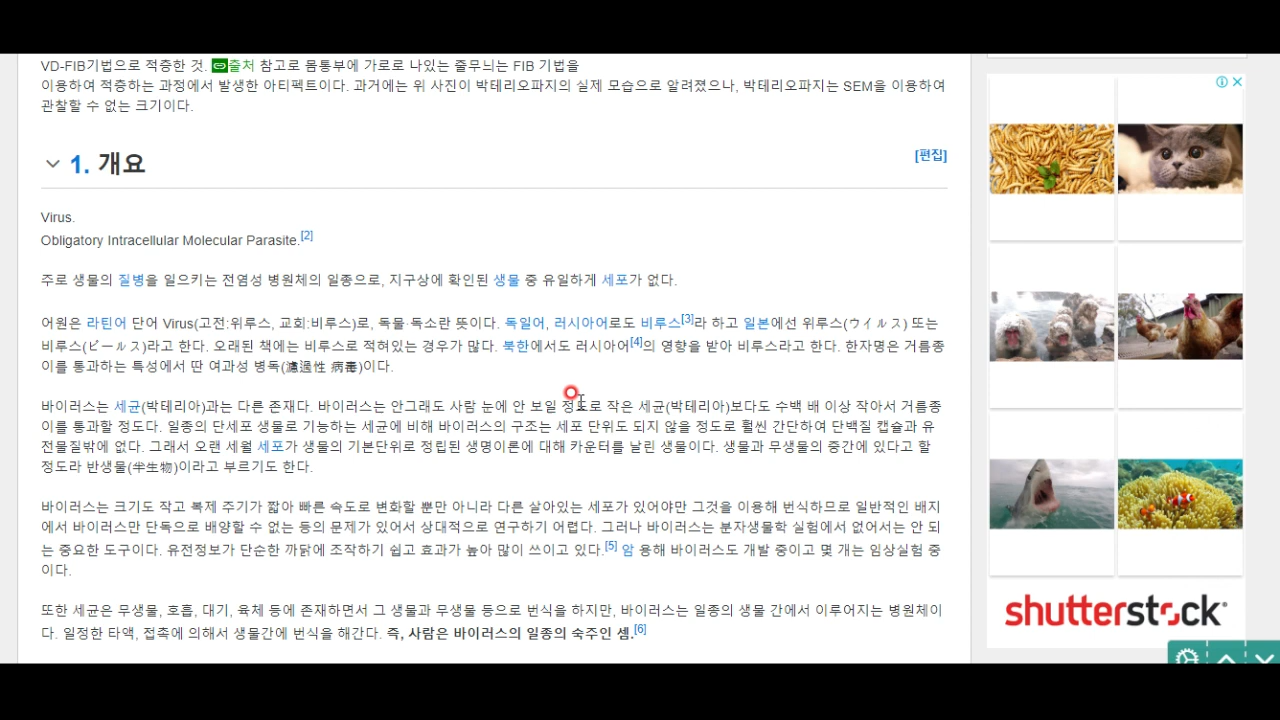 VD-FIB기법으로 적증한 것. 출처 참고로 몸통부에 가로로 나있는 줄무늬는 FIB 기법을
이용하여 적층하는 과정에서 발생한 아티팩트이다. 과거에는 위 사진이 박테리오파지의 실제 모습으로 알려졌으나, 박테리오파지는 SEM을 이용하여
관찰할 수 없는 크기이다.
1. 개요
[편집]
Virus.
Obligatory Intracellular Molecular Parasite.[2]
주로 생물의 질병을 일으키는 전염성 병원체의 일종으로, 지구상에 확인된 생물 중 유일하게 세포가 없다.
어원은 라틴어 단어 Virus(고전:위루스, 교회:비루스)로, 독물·독소란 뜻이다. 독일어, 러시아어로도 비루스[3]라 하고 일본에선 위루스(ウイルス) 또는
비루스(ビールス)라고 한다. 오래된 책에는 비루스로 적혀있는 경우가 많다. 북한에서도 러시아어[4]의 영향을 받아 비루스라고 한다. 한자명은 거름종
이를 통과하는 특성에서 딴 여과성 병독(濾過性 病毒)이다.
바이러스는 세균(박테리아)과는 다른 존재다. 바이러스는 안그래도 사람 눈에 안 보일 정도로 작은 세균(박테리아)보다도 수백 배 이상 작아서 거름종
이를 통과할 정도다. 일종의 단세포 생물로 기능하는 세균에 비해 바이러스의 구조는 세포 단위도 되지 않을 정도로 훨씬 간단하여 단백질 캡슐과 유
전물질밖에 없다. 그래서 오랜 세월 세포가 생물의 기본단위로 정립된 생명이론에 대해 카운터를 날린 생물이다. 생물과 무생물의 중간에 있다고 할
정도라 반생물(半生物)이라고 부르기도 한다.
바이러스는 크기도 작고 복제 주기가 짧아 빠른 속도로 변화할 뿐만 아니라 다른 살아있는 세포가 있어야만 그것을 이용해 번식하므로 일반적인 배지
에서 바이러스만 단독으로 배양할 수 없는 등의 문제가 있어서 상대적으로 연구하기 어렵다. 그러나 바이러스는 분자생물학 실험에서 없어서는 안 되
는 중요한 도구이다. 유전정보가 단순한 까닭에 조작하기 쉽고 효과가 높아 많이 쓰이고 있다.[5] 암 용해 바이러스도 개발 중이고 몇 개는 임상실험 중
이다.
또한 세균은 무생물, 호흡, 대기, 육체 등에 존재하면서 그 생물과 무생물 등으로 번식을 하지만, 바이러스는 일종의 생물 간에서 이루어지는 병원체이
다. 일정한 타액, 접촉에 의해서 생물간에 번식을 해간다. 즉, 사람은 바이러스의 일종의 숙주인 셈.[6]
shutterstock